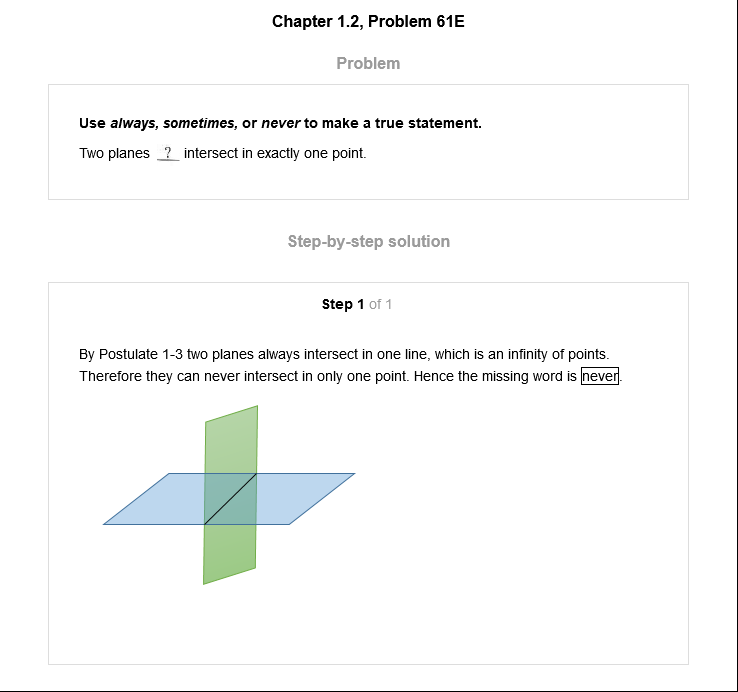 Chapter 1.2, Problem 61E
Problem
Use always, sometimes, or never to make a true statement.
Two planes ? intersect in exactly one point.
Step-by-step solution
Step 1 of 1
By Postulate 1-3 two planes always intersect in one line, which is an infinity of points.
Therefore they can never intersect in only one point. Hence the missing word is never.